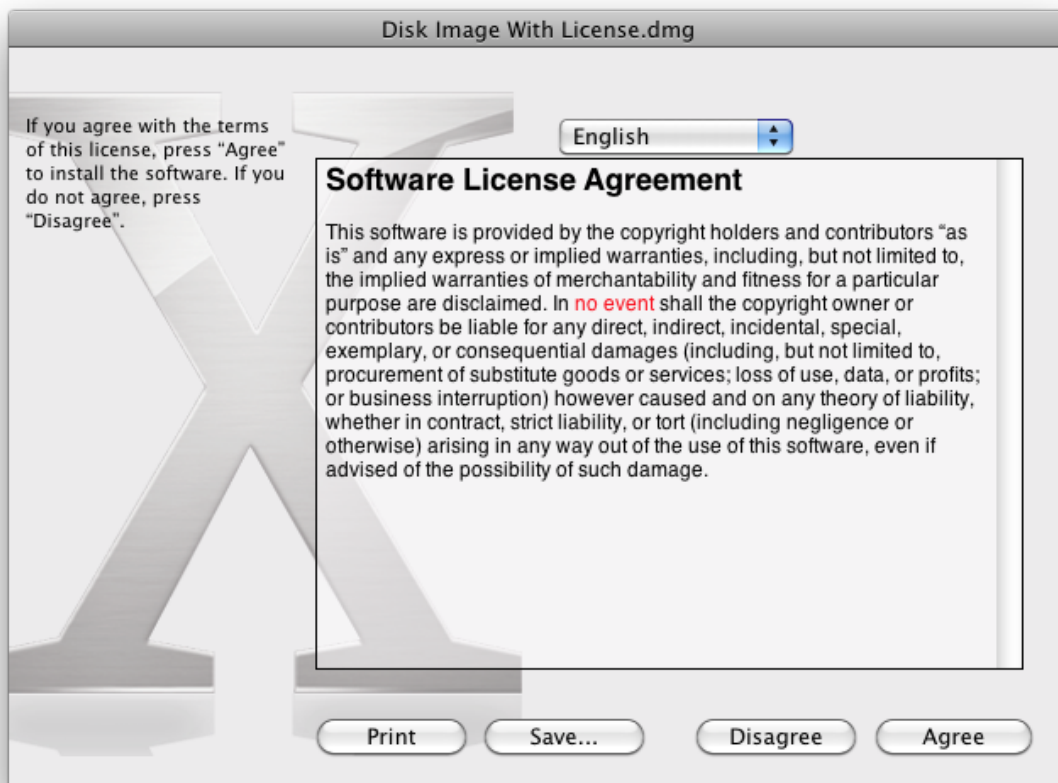 Disk Image With License.dmg
If you agree with the terms
of this license, press “Agree”
to install the software. If you
do not agree, press
“Disagree”.
English
Software License Agreement
This software is provided by the copyright holders and contributors “as
is” and any express or implied warranties, including, but not limited to,
the implied warranties of merchantability and fitness for a particular
purpose are disclaimed. In no event shall the copyright owner or
contributors be liable for any direct, indirect, incidental, special,
exemplary, or consequential damages (including, but not limited to,
procurement of substitute goods or services; loss of use, data, or profits;
or business interruption) however caused and on any theory of liability,
whether in contract, strict liability, or tort (including negligence or
otherwise) arising in any way out of the use of this software, even if
advised of the possibility of such damage.
Print Save... Disagree Agree